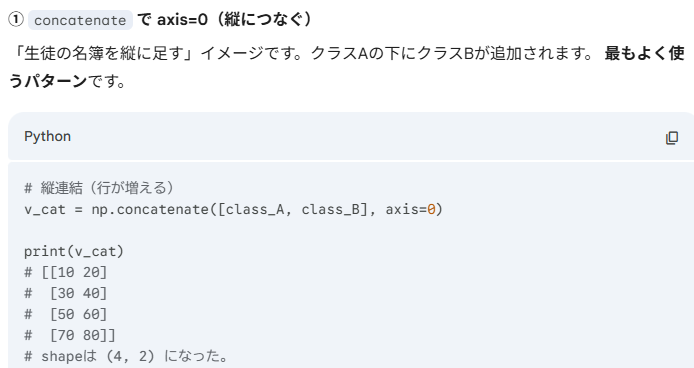 ① concatenate で axis=0（縦につなぐ）
「生徒の名簿を縦に足す」イメージです。クラスAの下にクラスBが追加されます。 最もよく使
うパターンです。
Python
# 縦連結（行が増える）
v_cat = np.concatenate([class_A, class_B], axis=0)
print(v_cat)
# [[10 20]
#  [30 40]
#  [50 60]
#  [70 80]]
# shapeは (4, 2) になった。